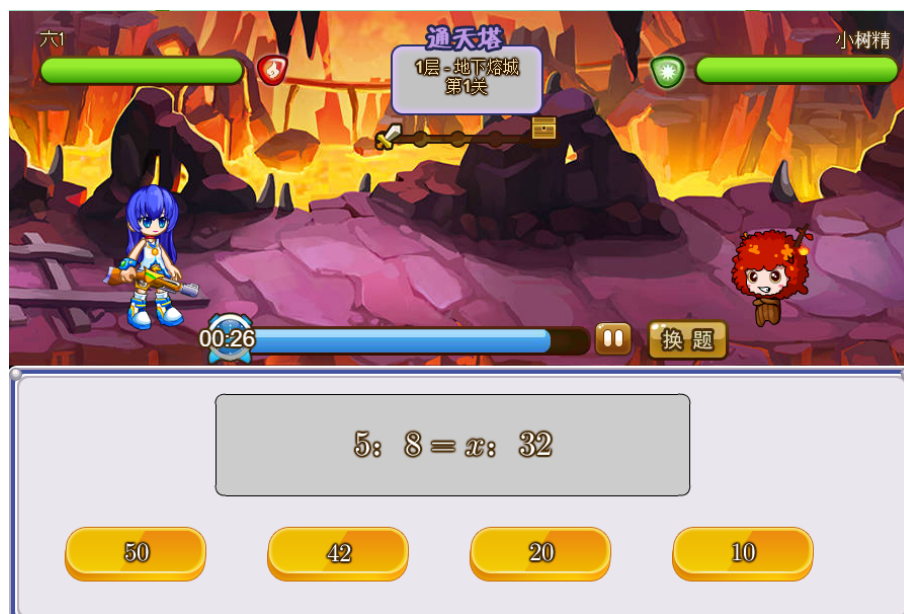 六1
通天塔
小树精
1层 - 地下熔城
第1关
00:26
换 题
5: 8 = x: 32
50
42
20
10